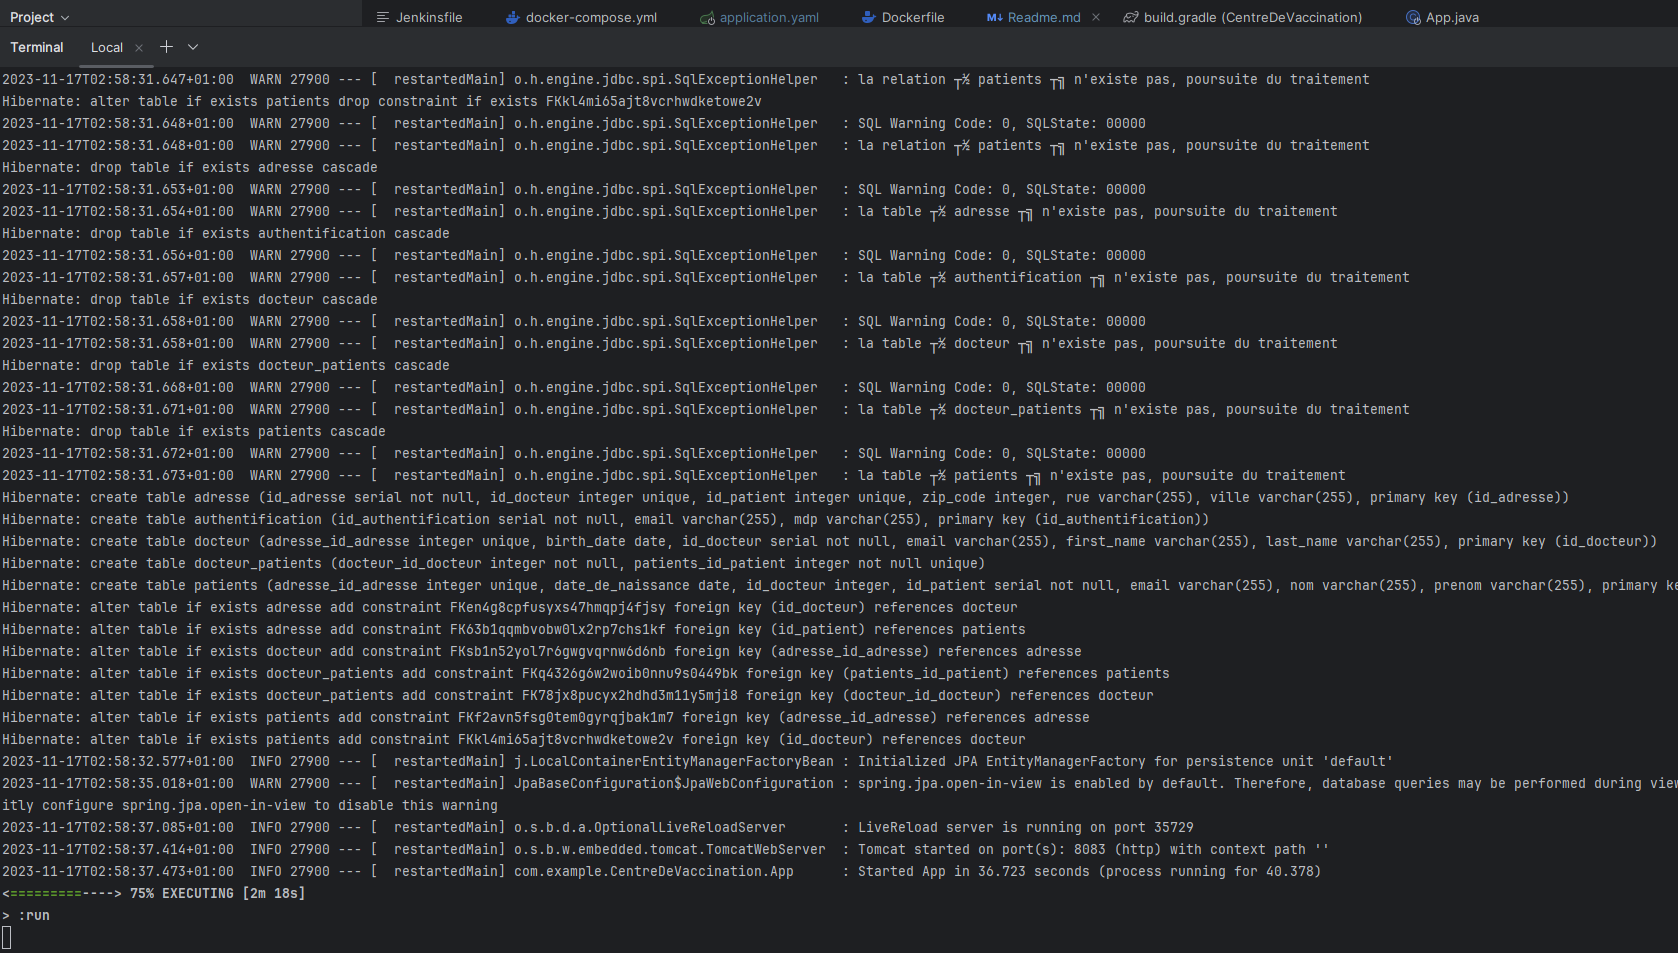 Project
Jenkinsfile
docker-compose.yml
application.yaml
Dockerfile
Readme.md
build.gradle (CentreDeVaccination)
App.java
Terminal
Local
2023-11-17T02:58:31.647+01:00  WARN 27900 --- [  restartedMain] o.h.engine.jdbc.spi.SqlExceptionHelper   : la relation ┬½ patients ┬╗ n'existe pas, poursuite du traitement
Hibernate: alter table if exists patients drop constraint if exists FKkl4mi65ajt8vcrhwdketowe2v
2023-11-17T02:58:31.648+01:00  WARN 27900 --- [  restartedMain] o.h.engine.jdbc.spi.SqlExceptionHelper   : SQL Warning Code: 0, SQLState: 00000
2023-11-17T02:58:31.648+01:00  WARN 27900 --- [  restartedMain] o.h.engine.jdbc.spi.SqlExceptionHelper   : la relation ┬½ patients ┬╗ n'existe pas, poursuite du traitement
Hibernate: drop table if exists adresse cascade
2023-11-17T02:58:31.653+01:00  WARN 27900 --- [  restartedMain] o.h.engine.jdbc.spi.SqlExceptionHelper   : SQL Warning Code: 0, SQLState: 00000
2023-11-17T02:58:31.654+01:00  WARN 27900 --- [  restartedMain] o.h.engine.jdbc.spi.SqlExceptionHelper   : la table ┬½ adresse ┬╗ n'existe pas, poursuite du traitement
Hibernate: drop table if exists authentification cascade
2023-11-17T02:58:31.656+01:00  WARN 27900 --- [  restartedMain] o.h.engine.jdbc.spi.SqlExceptionHelper   : SQL Warning Code: 0, SQLState: 00000
2023-11-17T02:58:31.657+01:00  WARN 27900 --- [  restartedMain] o.h.engine.jdbc.spi.SqlExceptionHelper   : la table ┬½ authentification ┬╗ n'existe pas, poursuite du traitement
Hibernate: drop table if exists docteur cascade
2023-11-17T02:58:31.658+01:00  WARN 27900 --- [  restartedMain] o.h.engine.jdbc.spi.SqlExceptionHelper   : SQL Warning Code: 0, SQLState: 00000
2023-11-17T02:58:31.658+01:00  WARN 27900 --- [  restartedMain] o.h.engine.jdbc.spi.SqlExceptionHelper   : la table ┬½ docteur ┬╗ n'existe pas, poursuite du traitement
Hibernate: drop table if exists docteur_patients cascade
2023-11-17T02:58:31.668+01:00  WARN 27900 --- [  restartedMain] o.h.engine.jdbc.spi.SqlExceptionHelper   : SQL Warning Code: 0, SQLState: 00000
2023-11-17T02:58:31.671+01:00  WARN 27900 --- [  restartedMain] o.h.engine.jdbc.spi.SqlExceptionHelper   : la table ┬½ docteur_patients ┬╗ n'existe pas, poursuite du traitement
Hibernate: drop table if exists patients cascade
2023-11-17T02:58:31.672+01:00  WARN 27900 --- [  restartedMain] o.h.engine.jdbc.spi.SqlExceptionHelper   : SQL Warning Code: 0, SQLState: 00000
2023-11-17T02:58:31.673+01:00  WARN 27900 --- [  restartedMain] o.h.engine.jdbc.spi.SqlExceptionHelper   : la table ┬½ patients ┬╗ n'existe pas, poursuite du traitement
Hibernate: create table adresse (id_adresse serial not null, id_docteur integer unique, id_patient integer unique, zip_code integer, rue varchar(255), ville varchar(255), primary key (id_adresse))
Hibernate: create table authentification (id_authentification serial not null, email varchar(255), mdp varchar(255), primary key (id_authentification))
Hibernate: create table docteur (adresse_id_adresse integer unique, birth_date date, id_docteur serial not null, email varchar(255), first_name varchar(255), last_name varchar(255), primary key (id_docteur))
Hibernate: create table docteur_patients (docteur_id_docteur integer not null, patients_id_patient integer not null unique)
Hibernate: create table patients (adresse_id_adresse integer unique, date_de_naissance date, id_docteur integer, id_patient serial not null, email varchar(255), nom varchar(255), prenom varchar(255), primary ke
Hibernate: alter table if exists adresse add constraint FKen4g8cpfusyxs47hmqpj4fjsy foreign key (id_docteur) references docteur
Hibernate: alter table if exists adresse add constraint FK63b1qqmbvobw0lx2rp7chs1kf foreign key (id_patient) references patients
Hibernate: alter table if exists docteur add constraint FKsb1n52yol7r6gwgvqrnw6d6nb foreign key (adresse_id_adresse) references adresse
Hibernate: alter table if exists docteur_patients add constraint FKq4326g6w2woib0nnu9s0449bk foreign key (patients_id_patient) references patients
Hibernate: alter table if exists docteur_patients add constraint FK78jx8pucyx2hdhd3m11y5mji8 foreign key (docteur_id_docteur) references docteur
Hibernate: alter table if exists patients add constraint FKf2avn5fsg0tem0gyrqjbak1m7 foreign key (adresse_id_adresse) references adresse
Hibernate: alter table if exists patients add constraint FKkl4mi65ajt8vcrhwdketowe2v foreign key (id_docteur) references docteur
2023-11-17T02:58:32.577+01:00  INFO 27900 --- [  restartedMain] j.LocalContainerEntityManagerFactoryBean : Initialized JPA EntityManagerFactory for persistence unit 'default'
2023-11-17T02:58:35.018+01:00  WARN 27900 --- [  restartedMain] JpaBaseConfiguration$JpaWebConfiguration : spring.jpa.open-in-view is enabled by default. Therefore, database queries may be performed during view
itly configure spring.jpa.open-in-view to disable this warning
2023-11-17T02:58:37.085+01:00  INFO 27900 --- [  restartedMain] o.s.b.d.a.OptionalLiveReloadServer       : LiveReload server is running on port 35729
2023-11-17T02:58:37.414+01:00  INFO 27900 --- [  restartedMain] o.s.b.w.embedded.tomcat.TomcatWebServer  : Tomcat started on port(s): 8083 (http) with context path ''
2023-11-17T02:58:37.473+01:00  INFO 27900 --- [  restartedMain] com.example.CentreDeVaccination.App      : Started App in 36.723 seconds (process running for 40.378)
<=========----> 75% EXECUTING [2m 18s]
> :run